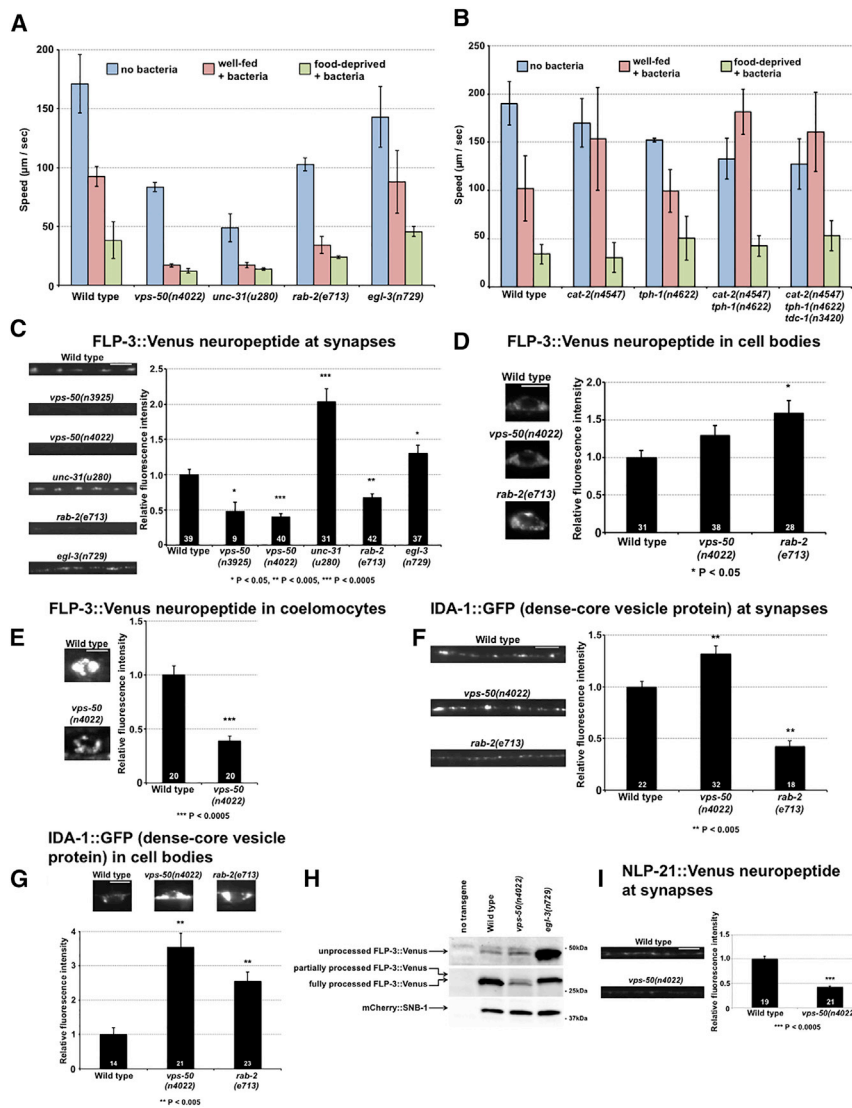 A
200
150
100
50
0
Speed (µm / sec)
no bacteria
well-fed
+ bacteria
food-deprived
+ bacteria
Wild type
vps-50(n4022)
unc-31(u280)
rab-2(e713)
egl-3(n729)
B
250
200
150
100
50
0
Speed (µm / sec)
no bacteria
well-fed
+ bacteria
food-deprived
+ bacteria
Wild type
cat-2(n4547)
tph-1(n4622)
cat-2(n4547)
tph-1(n4622)
cat-2(n4547)
tph-1(n4622)
tdc-1(n3420)
C
FLP-3::Venus neuropeptide at synapses
Wild type
vps-50(n3925)
vps-50(n4022)
unc-31(u280)
rab-2(e713)
egl-3(n729)
Relative fluorescence intensity
2.5
2.0
1.5
1.0
0.5
0
*
***
***
**
*
39
9
40
31
42
37
Wild type
vps-50
(n3925)
vps-50
(n4022)
unc-31
(u280)
rab-2
(e713)
egl-3
(n729)
* P < 0.05, ** P < 0.005, *** P < 0.0005
D
FLP-3::Venus neuropeptide in cell bodies
Wild type
vps-50(n4022)
rab-2(e713)
Relative fluorescence intensity
2.0
1.5
1.0
0.5
0
*
31
38
28
Wild type
vps-50
(n4022)
rab-2
(e713)
* P < 0.05
E
FLP-3::Venus neuropeptide in coelomocytes
Wild type
vps-50
(n4022)
Relative fluorescence intensity
1.5
1.0
0.5
0
***
20
20
Wild type
vps-50
(n4022)
*** P < 0.0005
F
IDA-1::GFP (dense-core vesicle protein) at synapses
Wild type
vps-50(n4022)
rab-2(e713)
Relative fluorescence intensity
1.5
1.0
0.5
0
**
**
22
32
18
Wild type
vps-50
(n4022)
rab-2
(e713)
** P < 0.005
G
IDA-1::GFP (dense-core vesicle
protein) in cell bodies
Wild type
vps-50(n4022)
rab-2(e713)
Relative fluorescence intensity
4
3
2
1
0
**
**
14
21
23
Wild type
vps-50
(n4022)
rab-2
(e713)
** P < 0.005
H
no transgene
Wild type
vps-50(n4022)
egl-3(n729)
unprocessed FLP-3::Venus
partially processed FLP-3::Venus
fully processed FLP-3::Venus
mCherry::SNB-1
- 50kDa
- 25kDa
- 37kDa
I
NLP-21::Venus neuropeptide
at synapses
Wild type
vps-50(n4022)
Relative fluorescence intensity
1.5
1.0
0.5
0
***
19
21
Wild type
vps-50(n4022)
*** P < 0.0005